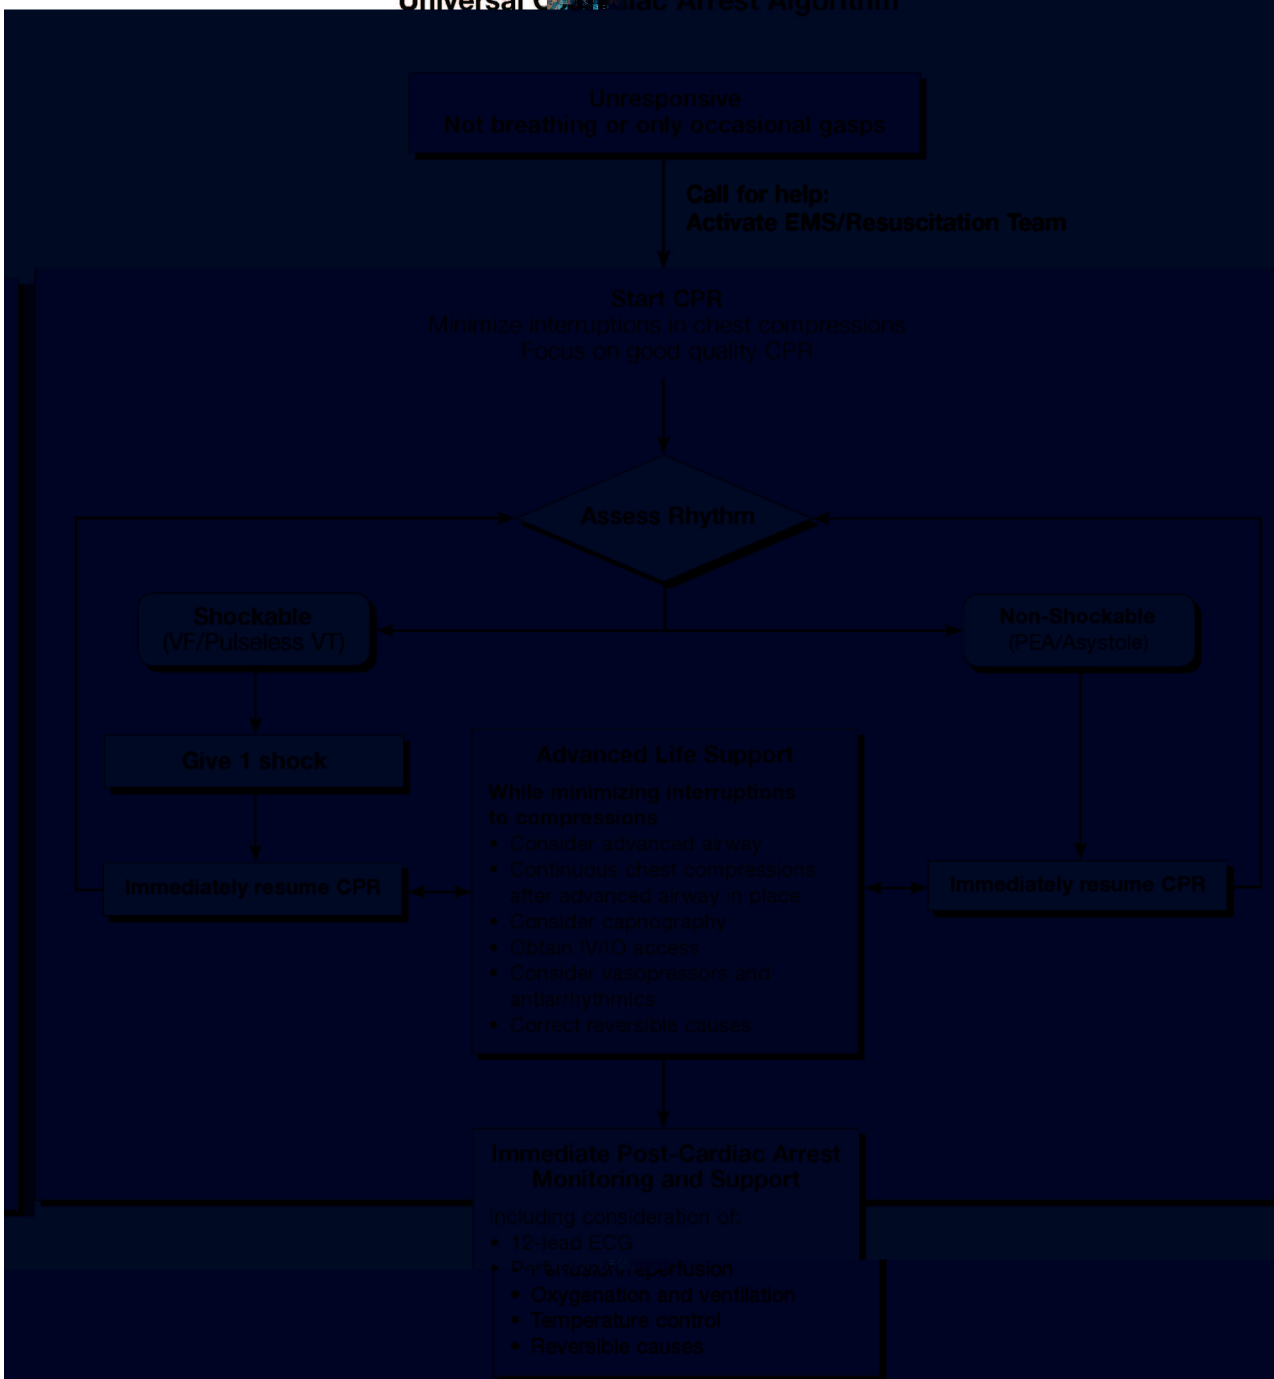 Universal Cardiac Arrest Algorithm
Unresponsive
Not breathing or only occasional gasps
Call for help:
Activate EMS/Resuscitation Team
Start CPR
Minimize interruptions in chest compressions
Focus on good quality CPR
Assess Rhythm
Shockable
(VF/Pulseless VT)
Non-Shockable
(PEA/Asystole)
Give 1 shock
Immediately resume CPR
Advanced Life Support
While minimizing interruptions
to compressions
• Consider advanced airway
• Continuous chest compressions
after advanced airway in place
• Consider capnography
• Obtain IV/IO access
• Consider vasopressors and
antiarrhythmics
• Correct reversible causes
Immediately resume CPR
Immediate Post-Cardiac Arrest
Monitoring and Support
Including consideration of:
• 12-lead ECG
• Perfusion/reperfusion
• Oxygenation and ventilation
• Temperature control
• Reversible causes